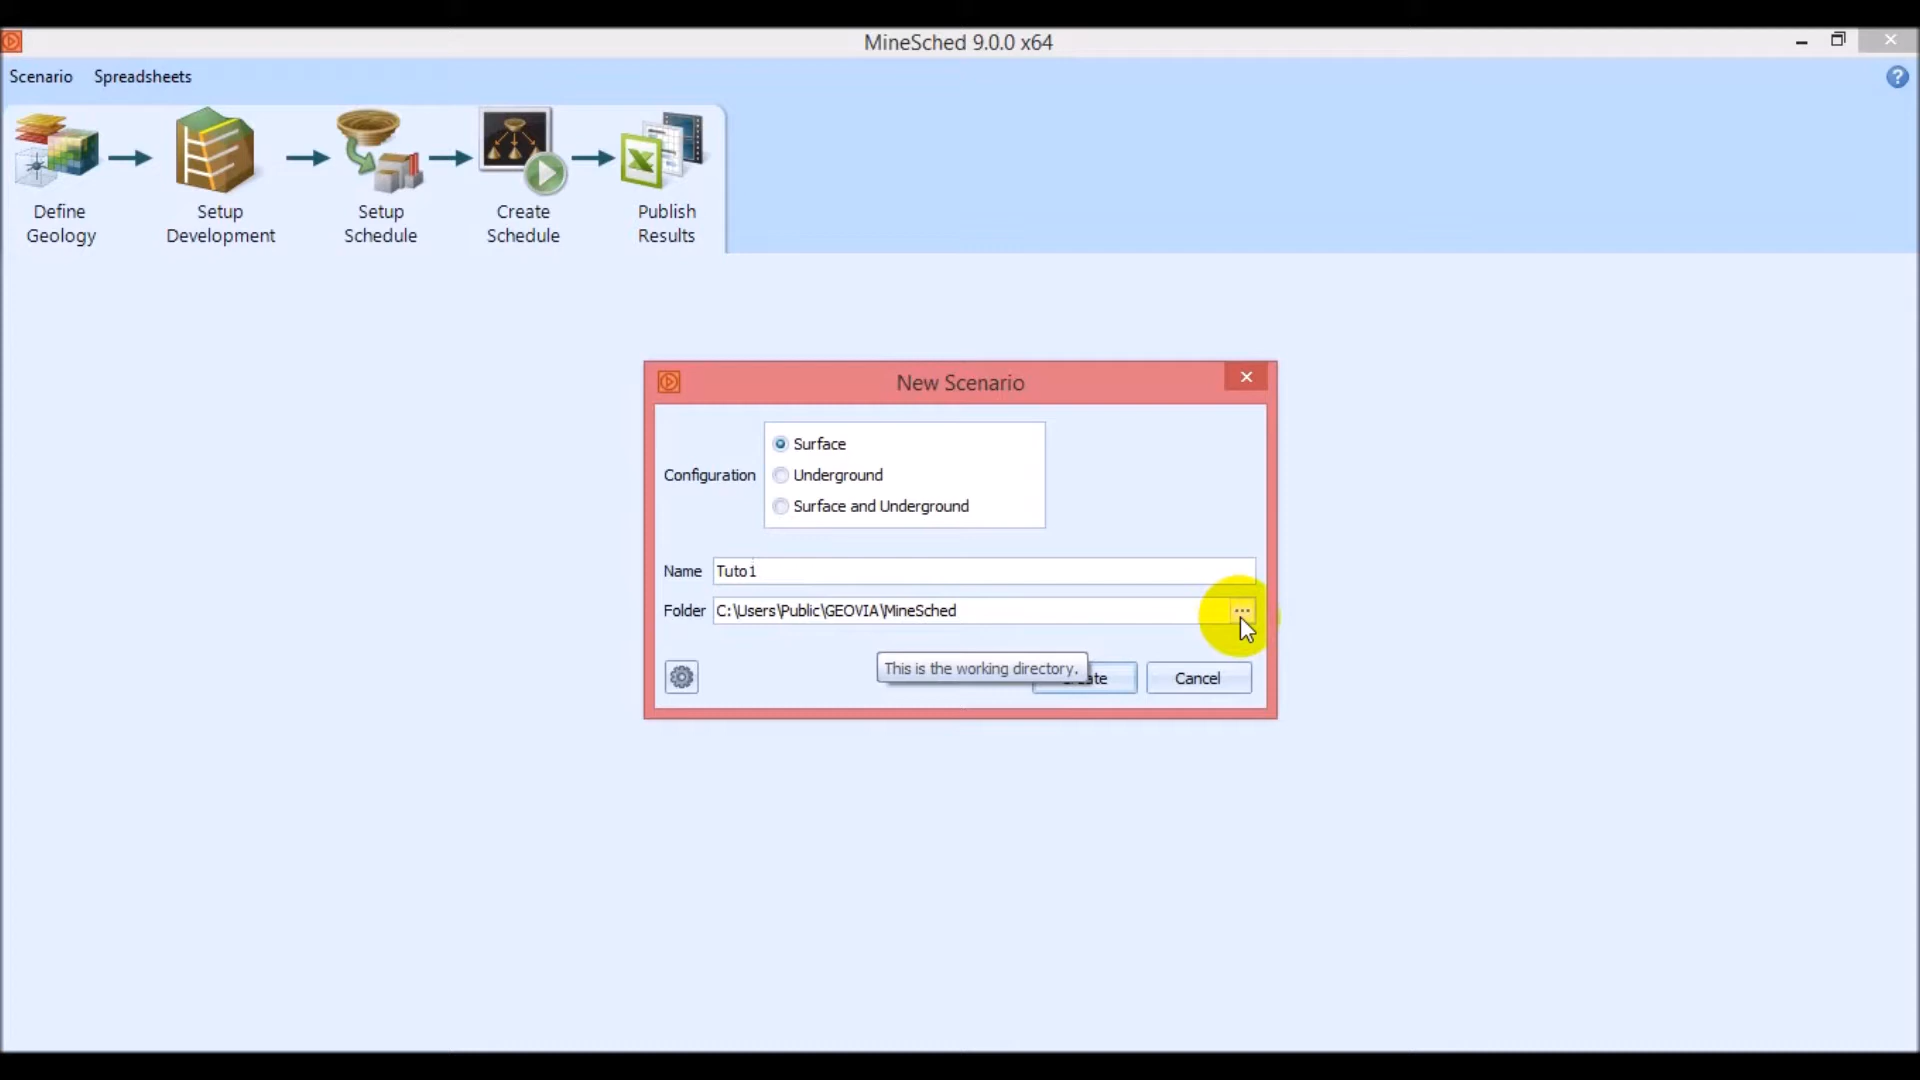 MineSched 9.0.0 x64
Scenario Spreadsheets
Define Geology
Setup Development
Setup Schedule
Create Schedule
Publish Results
New Scenario
Configuration
Surface
Underground
Surface and Underground
Name Tuto1
Folder C:\Users\Public\GEOVIA\MineSched ...
This is the working directory.
Cancel